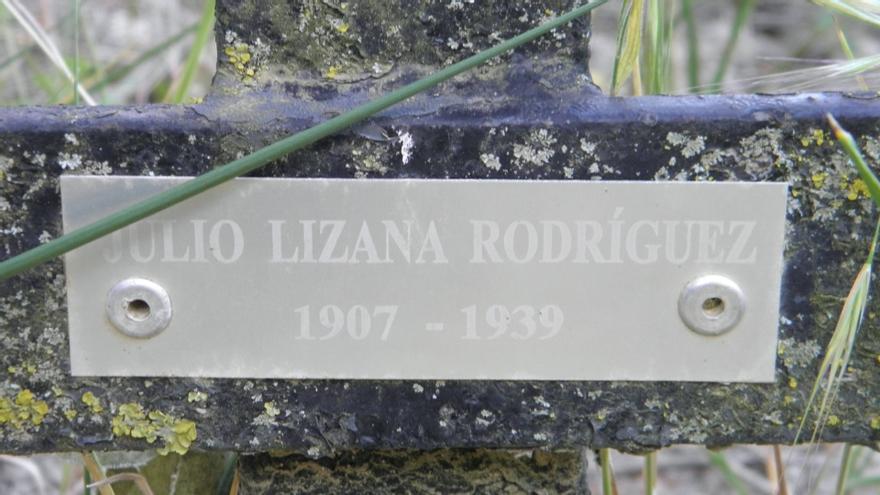 JULIO LIZANA RODRÍGUEZ
1907 - 1939